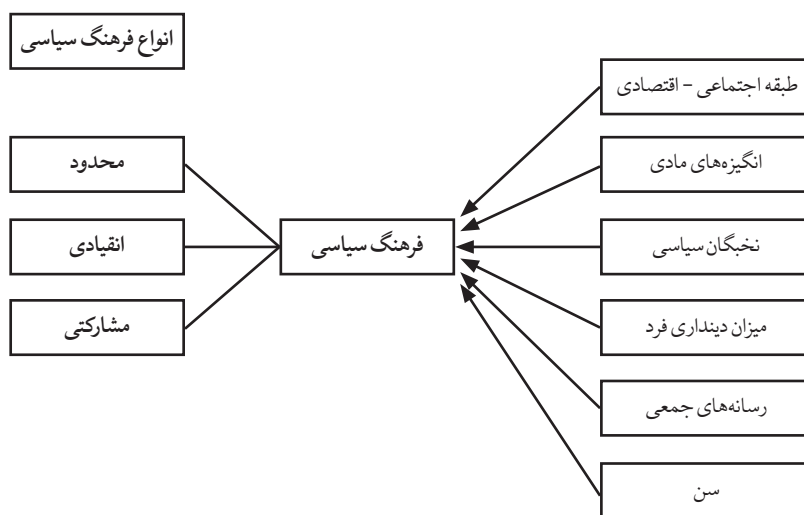 انواع فرهنگ سیاسی
طبقه اجتماعی - اقتصادی
انگیزه‌های مادی
نخبگان سیاسی
میزان دینداری فرد
رسانه‌های جمعی
سن
فرهنگ سیاسی
محدود
انقیادی
مشارکتی